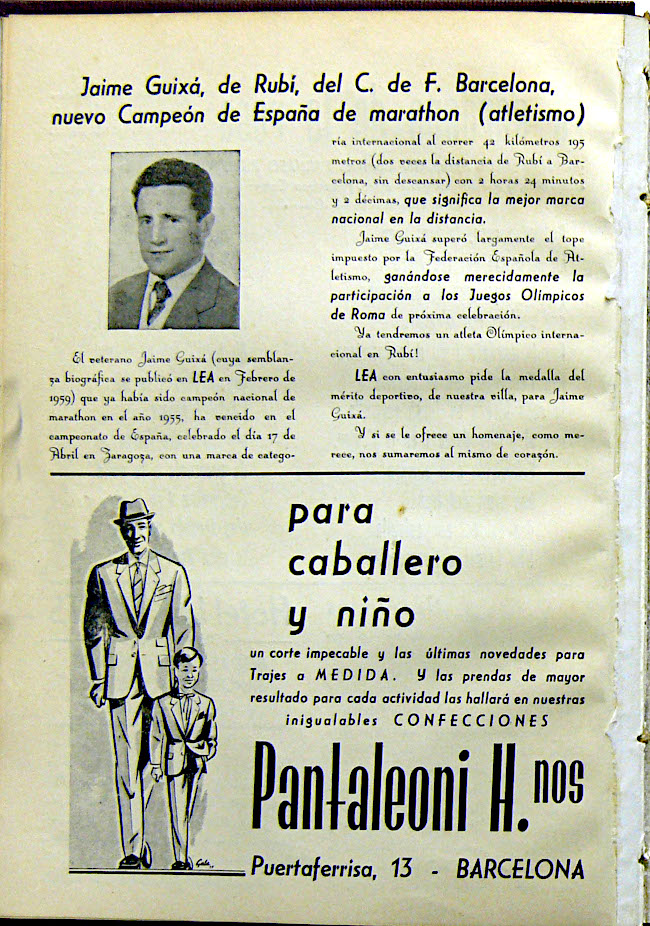 Jaime Guixá, de Rubí, del C. de F. Barcelona,
nuevo Campeón de España de marathon (atletismo)
El veterano Jaime Guixá (cuya semblan-
za biográfica se publicó en LEA en Febrero de
1959) que ya había sido campeón nacional de
marathon en el año 1955, ha vencido en el
campeonato de España, celebrado el día 17 de
Abril en Zaragoza, con una marca de catego-
ría internacional al correr 42 kilómetros 195
metros (dos veces la distancia de Rubí a Bar-
celona, sin descansar) con 2 horas 24 minutos
y 2 décimas, que significa la mejor marca
nacional en la distancia.
Jaime Guixá superó largamente el tope
impuesto por la Federación Española de At-
letismo, ganándose merecidamente la
participación a los Juegos Olímpicos
de Roma de próxima celebración.
Ya tendremos un atleta Olímpico interna-
cional en Rubí!
LEA con entusiasmo pide la medalla del
mérito deportivo, de nuestra villa, para Jaime
Guixá.
Y si se le ofrece un homenaje, como me-
rece, nos sumaremos al mismo de corazón.
para
caballero
y niño
un corte impecable y las últimas novedades para
Trajes a MEDIDA. Y las prendas de mayor
resultado para cada actividad las hallará en nuestras
inigualables CONFECCIONES
Pantaleoni H.nos
Puertaferrisa, 13 - BARCELONA